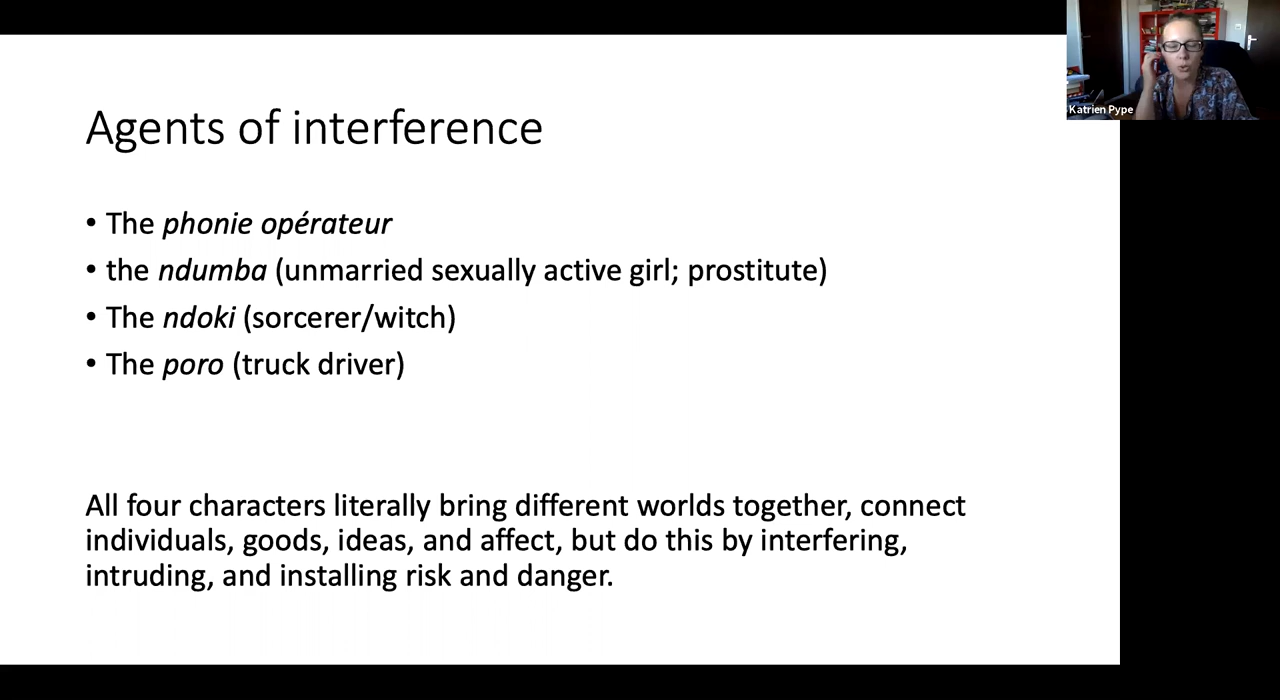 Agents of interference
• The phonie opérateur
• the ndumba (unmarried sexually active girl; prostitute)
• The ndoki (sorcerer/witch)
• The poro (truck driver)
All four characters literally bring different worlds together, connect
individuals, goods, ideas, and affect, but do this by interfering,
intruding, and installing risk and danger.
Katrien Pype